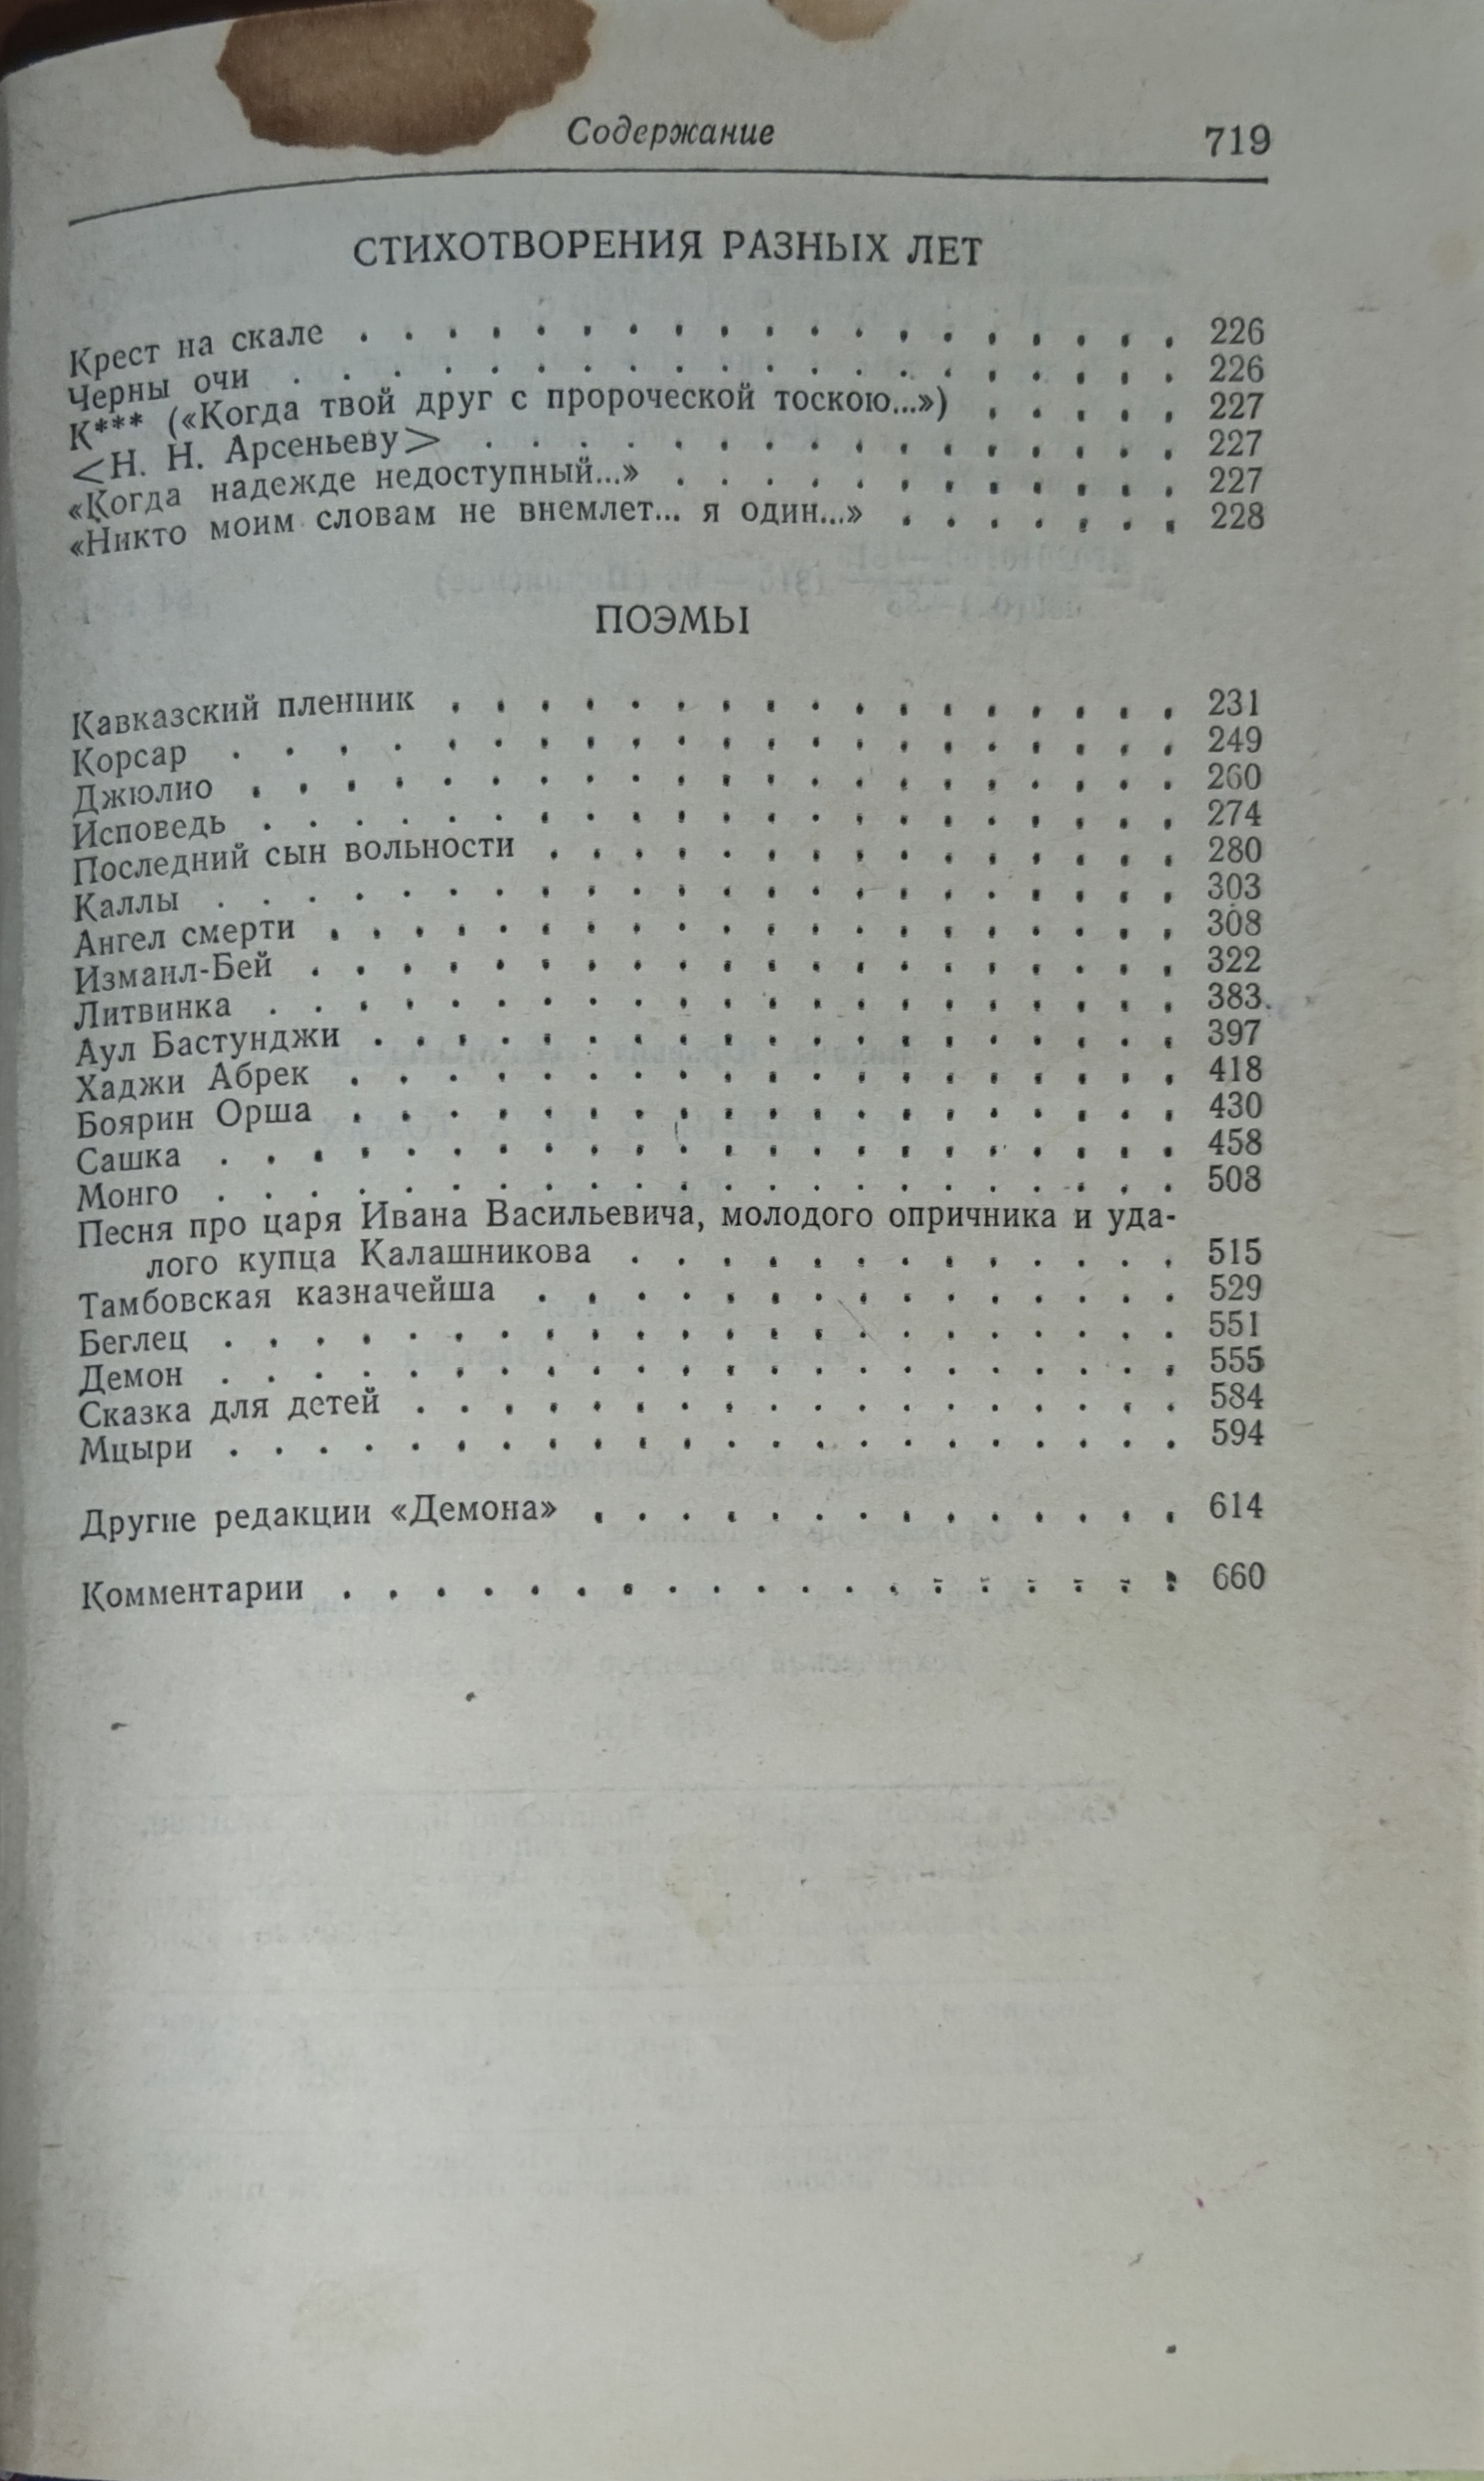 Содержание 719
СТИХОТВОРЕНИЯ РАЗНЫХ ЛЕТ
Крест на скале . . . . . . . . . . . . . . . . . . . 226
Черны очи . . . . . . . . . . . . . . . . . . . 226
К*** («Когда твой друг с пророческой тоскою...») . . . . . 227
<Н. Н. Арсеньеву> . . . . . . . . . . . . . . . 227
«Когда надежде недоступный...» . . . . . . . . . . . . 227
«Никто моим словам не внемлет... я один...» . . . . . . . 228
ПОЭМЫ
Кавказский пленник . . . . . . . . . . . . . . . . . 231
Корсар . . . . . . . . . . . . . . . . . . . . . 249
Джюлио . . . . . . . . . . . . . . . . . . . . . 260
Исповедь . . . . . . . . . . . . . . . . . . . . . 274
Последний сын вольности . . . . . . . . . . . . . . . 280
Каллы . . . . . . . . . . . . . . . . . . . . . . 303
Ангел смерти . . . . . . . . . . . . . . . . . . . . 308
Измаил-Бей . . . . . . . . . . . . . . . . . . . . 322
Литвинка . . . . . . . . . . . . . . . . . . . . . 383
Аул Бастунджи . . . . . . . . . . . . . . . . . . . 397
Хаджи Абрек . . . . . . . . . . . . . . . . . . . 418
Боярин Орша . . . . . . . . . . . . . . . . . . . 430
Сашка . . . . . . . . . . . . . . . . . . . . . . 458
Монго . . . . . . . . . . . . . . . . . . . . . . 508
Песня про царя Ивана Васильевича, молодого опричника и уда-
лого купца Калашникова . . . . . . . . . . . . . 515
Тамбовская казначейша . . . . . . . . . . . . . . . 529
Беглец . . . . . . . . . . . . . . . . . . . . . . 551
Демон . . . . . . . . . . . . . . . . . . . . . . 555
Сказка для детей . . . . . . . . . . . . . . . . . . 584
Мцыри . . . . . . . . . . . . . . . . . . . . . . 594
Другие редакции «Демона» . . . . . . . . . . . . . . 614
Комментарии . . . . . . . . . . . . . . . . . . . 660